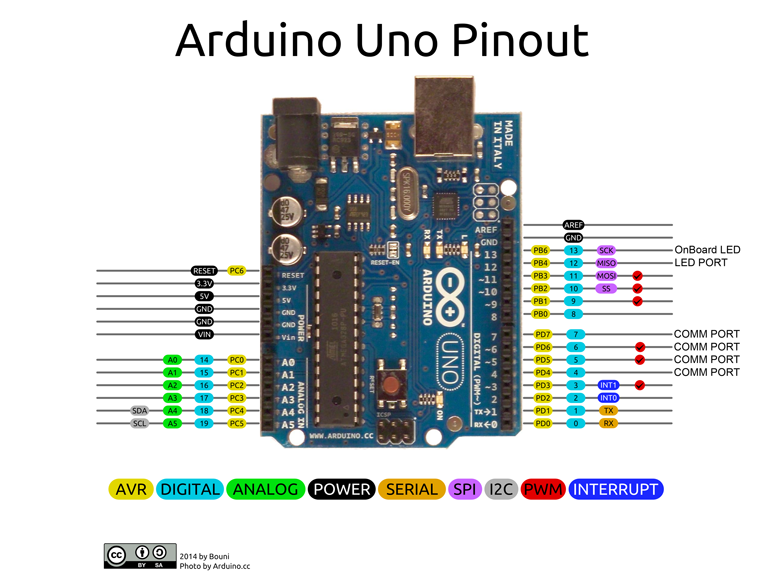 Arduino Uno Pinout
MADE
IN ITALY
AREF
GND
RESET-EN
RX
TX
L
ARDUINO
UNO
RESET
3.3V
5V
GND
GND
Vin
POWER
A0
A1
A2
A3
A4
A5
ANALOG IN
AREF
GND
13
12
~11
~10
~9
8
7
~6
~5
4
~3
2
TX→1
RX←0
DIGITAL (PWM~)
RESET
ICSP
ON
WWW.ARDUINO.CC
RESET PC6
3.3V
5V
GND
GND
VIN
A0 14 PC0
A1 15 PC1
A2 16 PC2
A3 17 PC3
SDA A4 18 PC4
SCL A5 19 PC5
GND
PB6 13 SCK OnBoard LED
PB4 12 MISO LED PORT
PB3 11 MOSI
PB2 10 SS
PB1 9
PB0 8
PD7 7 COMM PORT
PD6 6 COMM PORT
PD5 5 COMM PORT
PD4 4 COMM PORT
PD3 3 INT1
PD2 2 INT0
PD1 1 TX
PD0 0 RX
AVR DIGITAL ANALOG POWER SERIAL SPI I2C PWM INTERRUPT
cc BY SA
2014 by Bouni
Photo by Arduino.cc